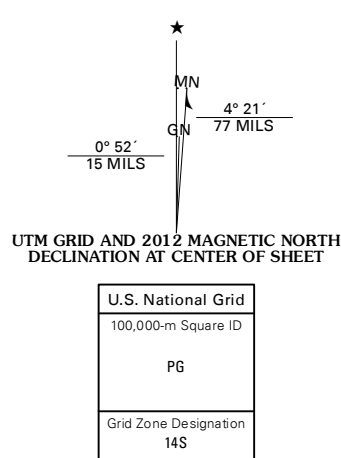 ★
MN
4° 21´
77 MILS
GN
0° 52´
15 MILS
UTM GRID AND 2012 MAGNETIC NORTH
DECLINATION AT CENTER OF SHEET
U.S. National Grid
100,000-m Square ID
PG
Grid Zone Designation
14S